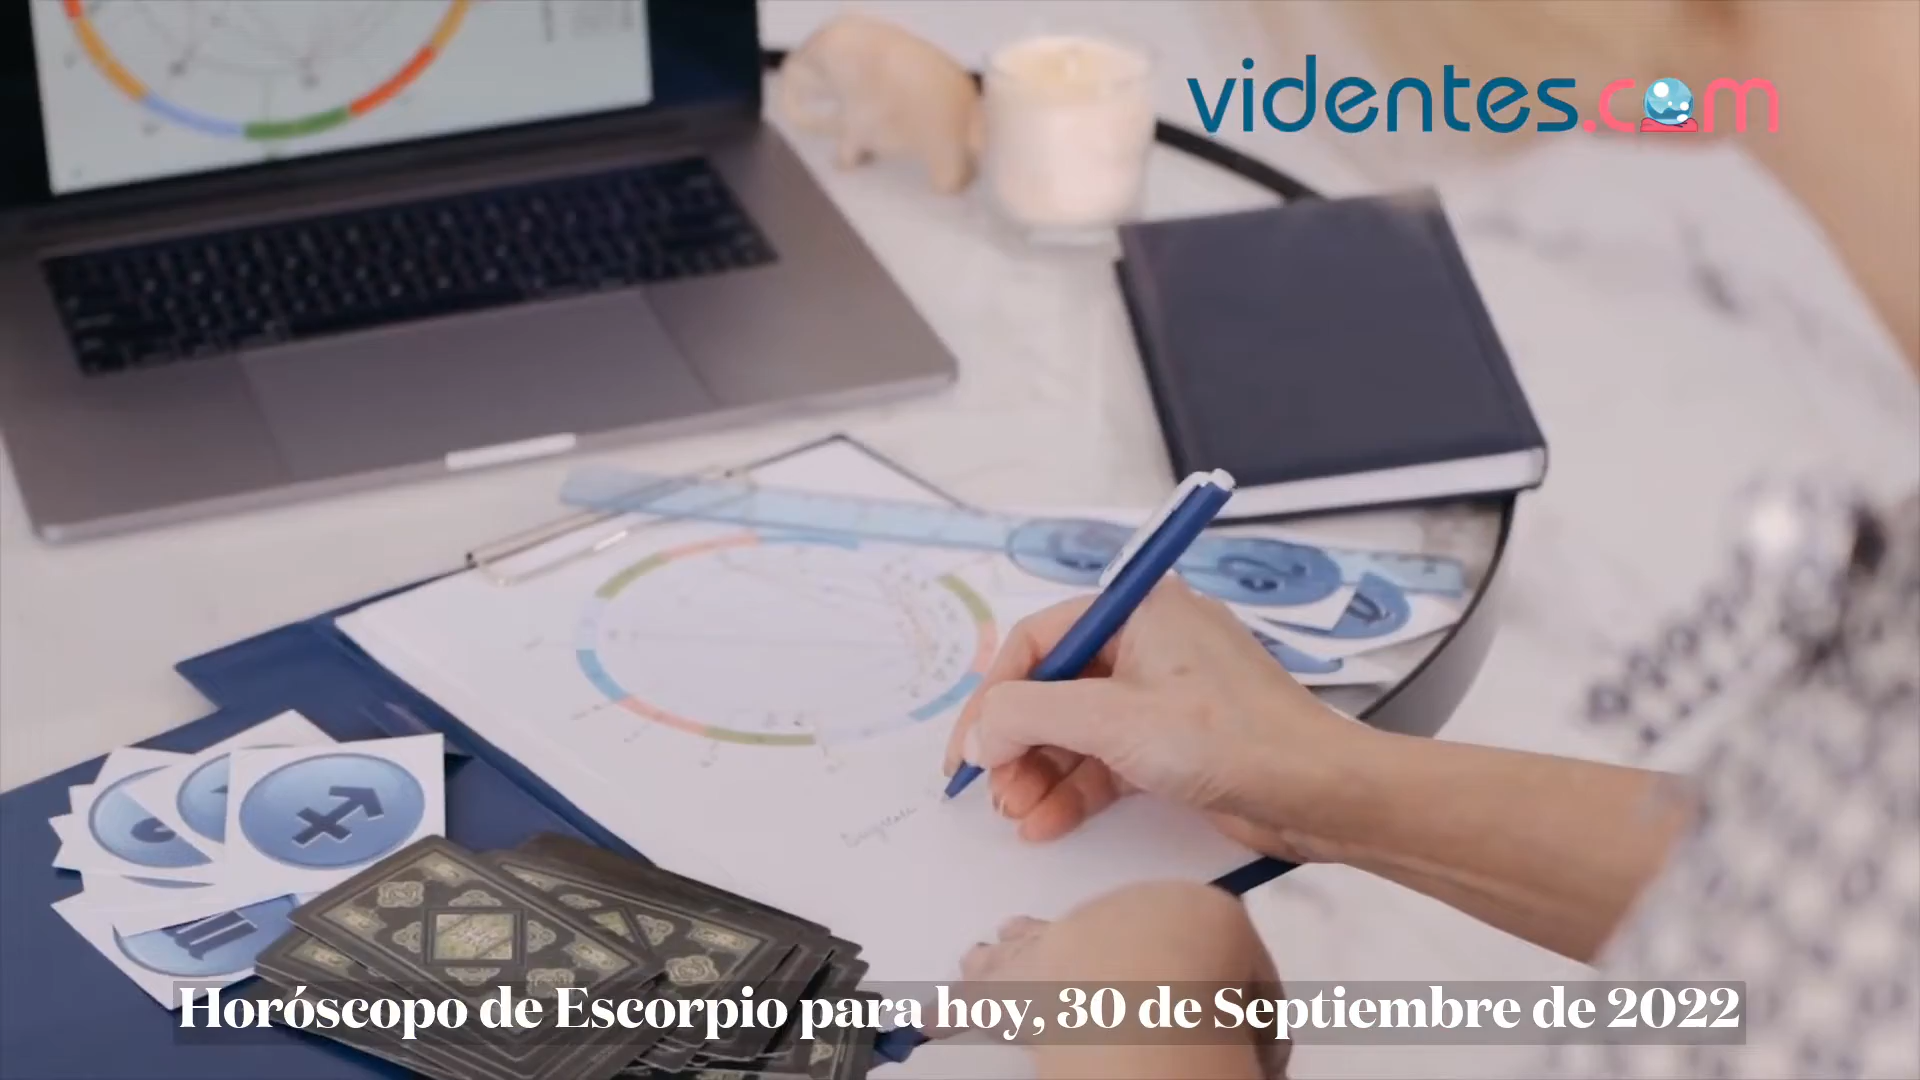 videntes.com
Horóscopo de Escorpio para hoy, 30 de Septiembre de 2022